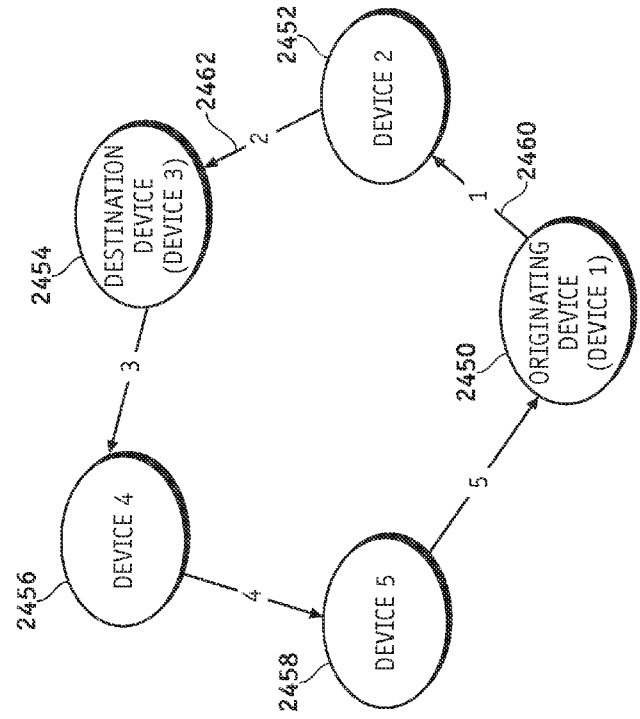 2452
DEVICE 2
2462
2
1
2460
2454
DESTINATION
DEVICE
(DEVICE 3)
ORIGINATING
DEVICE
(DEVICE 1)
2450
3
5
2456
DEVICE 4
4
DEVICE 5
2458